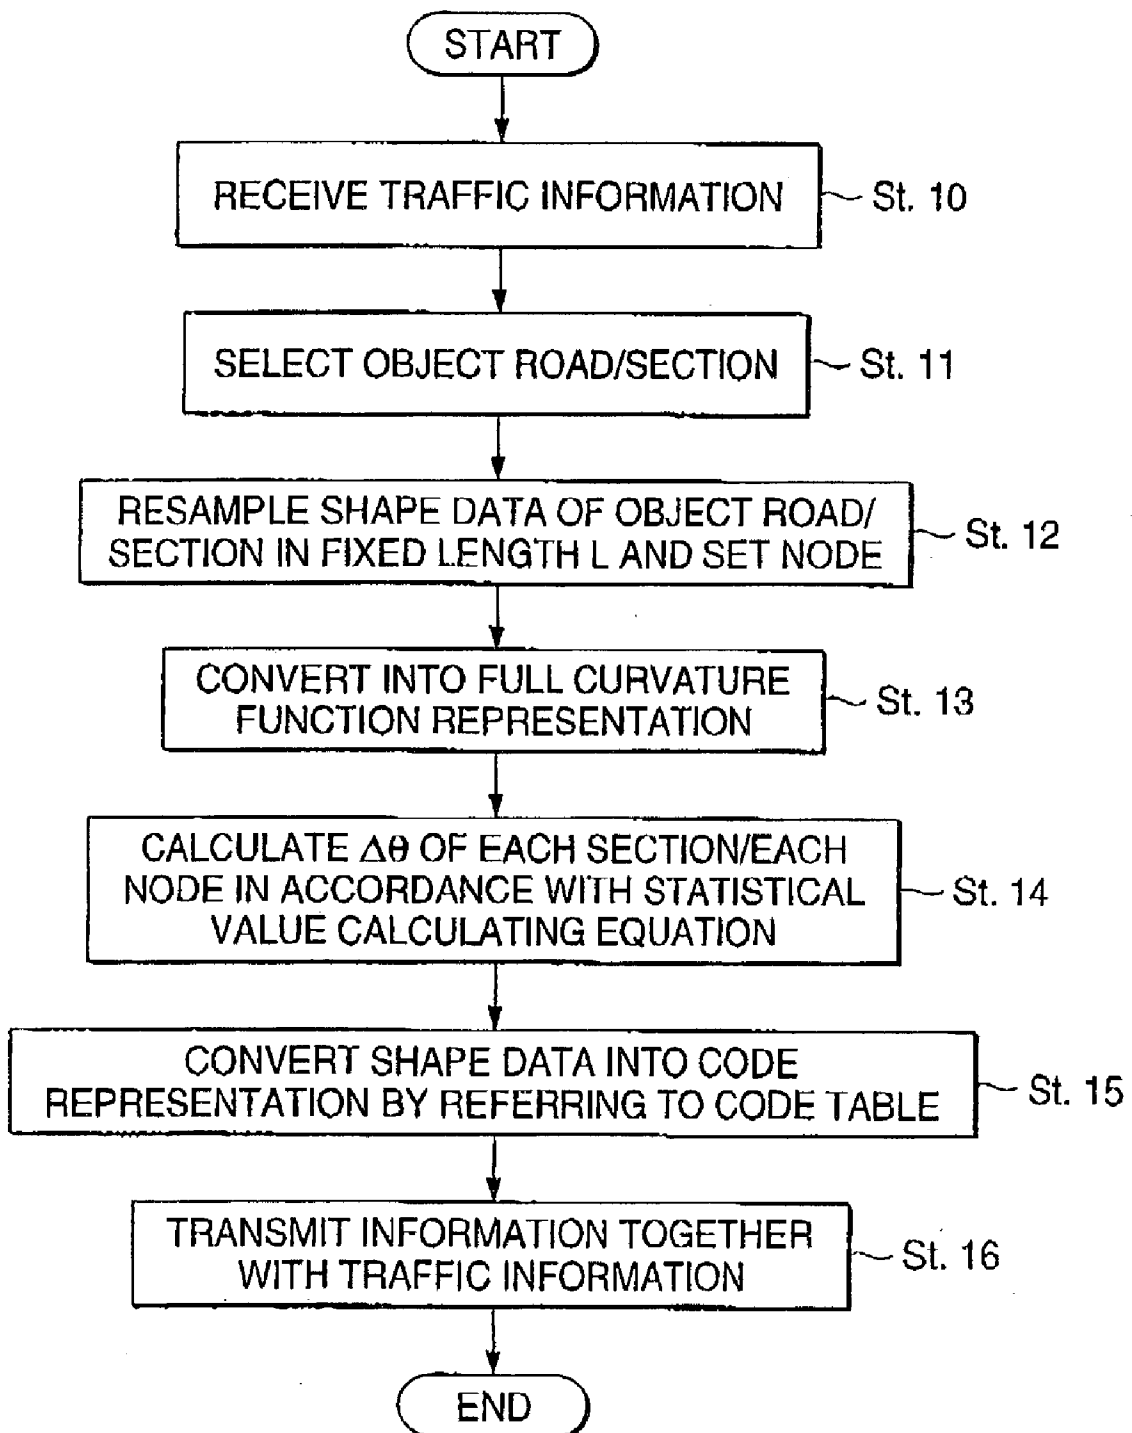 START
RECEIVE TRAFFIC INFORMATION
St. 10
SELECT OBJECT ROAD/SECTION
St. 11
RESAMPLE SHAPE DATA OF OBJECT ROAD/
SECTION IN FIXED LENGTH L AND SET NODE
St. 12
CONVERT INTO FULL CURVATURE
FUNCTION REPRESENTATION
St. 13
CALCULATE Δθ OF EACH SECTION/EACH
NODE IN ACCORDANCE WITH STATISTICAL
VALUE CALCULATING EQUATION
St. 14
CONVERT SHAPE DATA INTO CODE
REPRESENTATION BY REFERRING TO CODE TABLE
St. 15
TRANSMIT INFORMATION TOGETHER
WITH TRAFFIC INFORMATION
St. 16
END